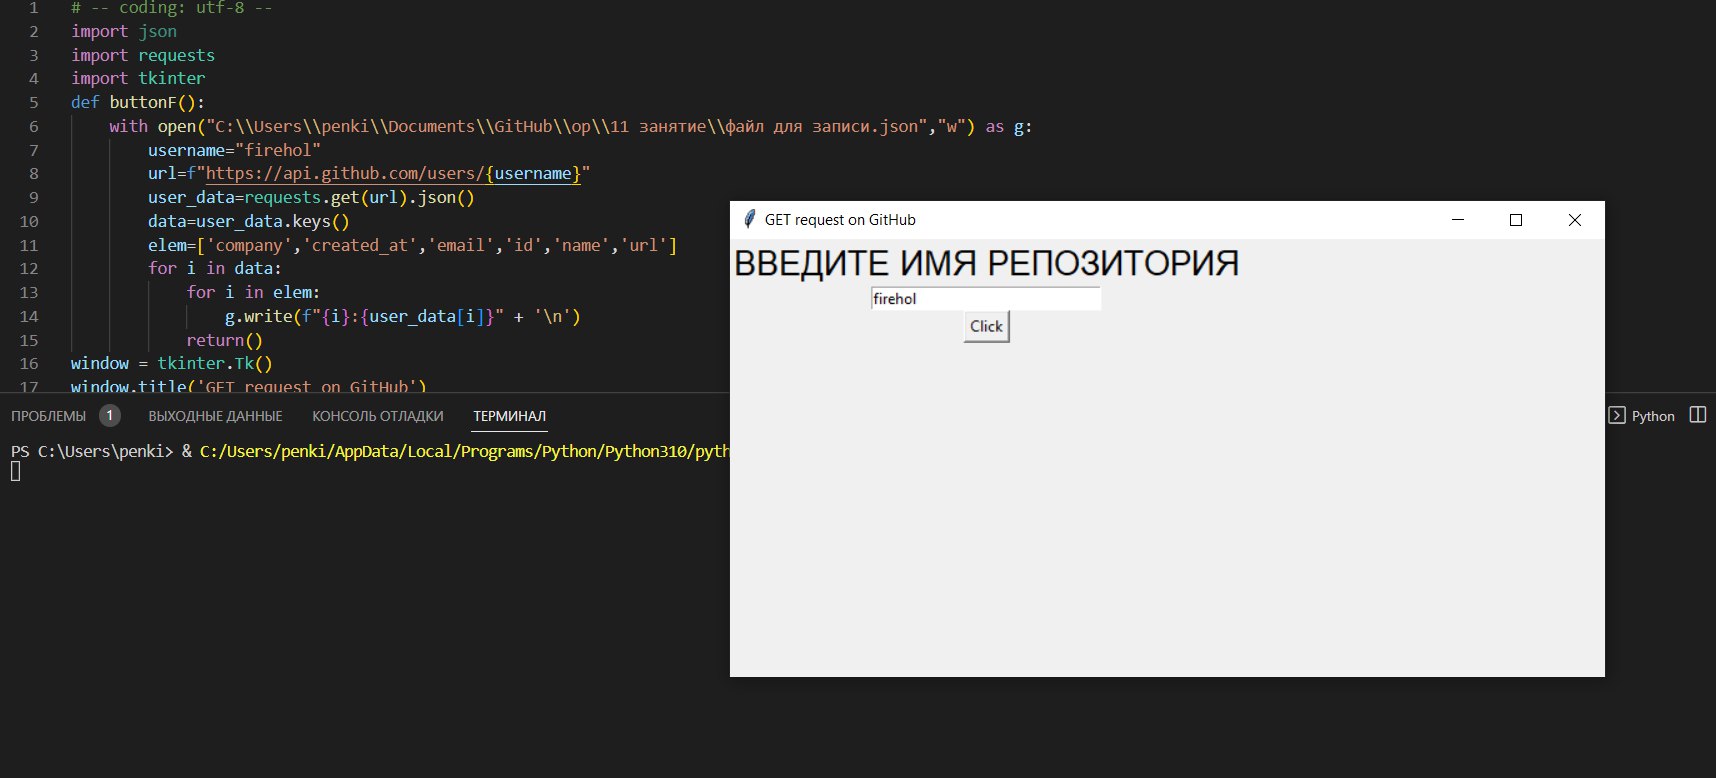 1 # -- coding: utf-8 --
2 import json
3 import requests
4 import tkinter
5 def buttonF():
6 with open("C:\\Users\\penki\\Documents\\GitHub\\op\\11 занятие\\файл для записи.json","w") as g:
7 username="firehol"
8 url=f"https://api.github.com/users/{username}"
9 user_data=requests.get(url).json()
10 data=user_data.keys()
11 elem=['company','created_at','email','id','name','url']
12 for i in data:
13 for i in elem:
14 g.write(f"{i}:{user_data[i]}" + '\n')
15 return()
16 window = tkinter.Tk()
17 window.title('GET request on GitHub')
GET request on GitHub
ВВЕДИТЕ ИМЯ РЕПОЗИТОРИЯ
firehol
Click
ПРОБЛЕМЫ 1 ВЫХОДНЫЕ ДАННЫЕ КОНСОЛЬ ОТЛАДКИ ТЕРМИНАЛ Python
PS C:\Users\penki> & C:/Users/penki/AppData/Local/Programs/Python/Python310/pyth